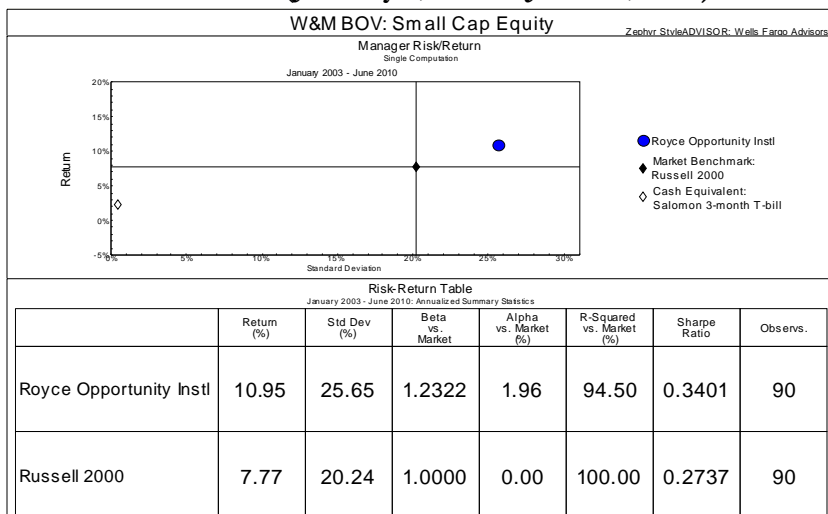 W&M BOV: Small Cap Equity
Zephyr StyleADVISOR: Wells Fargo Advisors
Manager Risk/Return
Single Computation
January 2003 - June 2010
20%
15%
10%
5%
0%
-5%
Return
0% 5% 10% 15% 20% 25% 30%
Standard Deviation
Royce Opportunity Instl
Market Benchmark:
Russell 2000
Cash Equivalent:
Salomon 3-month T-bill
Risk-Return Table
January 2003 - June 2010: Annualized Summary Statistics
Return (%) Std Dev (%) Beta vs. Market Alpha vs. Market (%) R-Squared vs. Market (%) Sharpe Ratio Observs.
Royce Opportunity Instl 10.95 25.65 1.2322 1.96 94.50 0.3401 90
Russell 2000 7.77 20.24 1.0000 0.00 100.00 0.2737 90